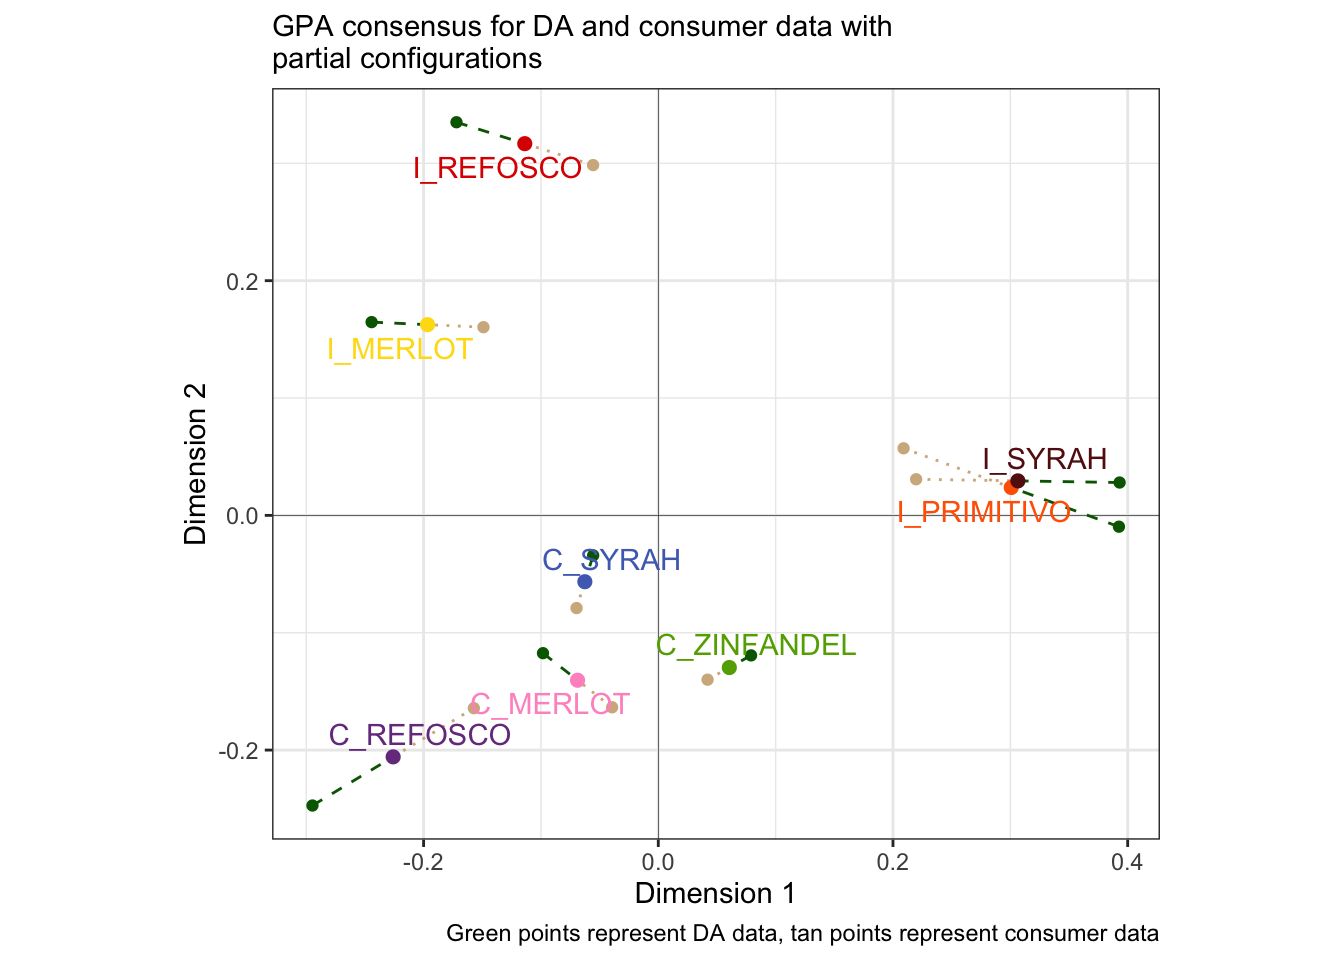 GPA consensus for DA and consumer data with
partial configurations
I_REFOSCO
0.2
I_MERLOT
Dimension 2
I_SYRAH
0.0
I_PRIMITIVO
C_SYRAH
C_ZINFANDEL
C_MERLOT
C_REFOSCO
-0.2
-0.2 0.0 0.2 0.4
Dimension 1
Green points represent DA data, tan points represent consumer data